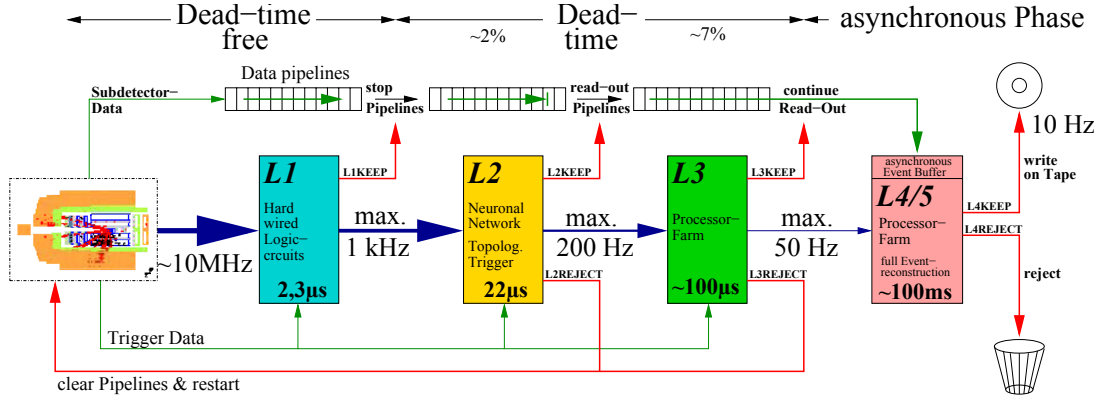 Dead−time
free
Dead−
time
~2%
~7%
asynchronous Phase
Data pipelines
Subdetector−
Data
stop
Pipelines
read−out
Pipelines
continue
Read−Out
10 Hz
write
on Tape
L1
Hard
wired
Logic−
crcuits
2,3µs
L1KEEP
L2
Neuronal
Network
Topolog.
Trigger
22µs
L2KEEP
L2REJECT
L3
Processor−
Farm
~100µs
L3KEEP
L3REJECT
asynchronous
Event Buffer
L4/5
Processor−
Farm
full Event−
reconstruction
~100ms
L4KEEP
L4REJECT
~10MHz
max.
1 kHz
max.
200 Hz
max.
50 Hz
reject
Trigger Data
clear Pipelines & restart